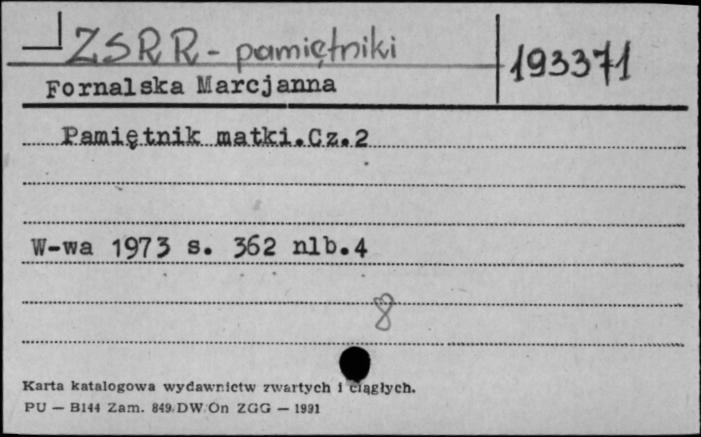 ZSRR - pamiętniki
193371
Fornalska Marcjanna
Pamiętnik matki.Cz.2
W-wa 1973 s. 362 nlb.4
8
Karta katalogowa wydawnictw zwartych i ciągłych.
PU — B144 Zam. 849/DW/On ZGG — 1991